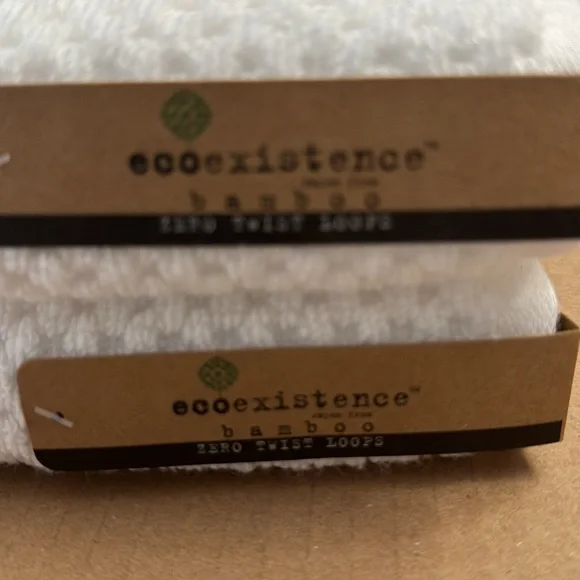 ecoexistence™
bamboo
ZERO TWIST LOOPS
ecoexistence™
bamboo
ZERO TWIST LOOPS